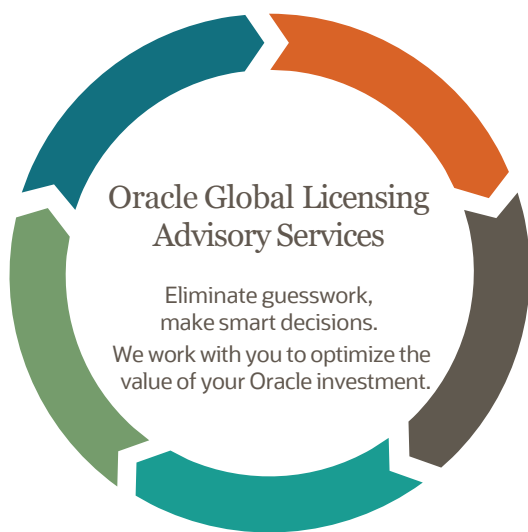 Oracle Global Licensing
Advisory Services
Eliminate guesswork,
make smart decisions.
We work with you to optimize the
value of your Oracle investment.